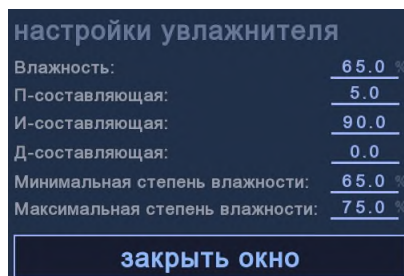 настройки увлажнителя
Влажность: 65.0 %
П-составляющая: 5.0
И-составляющая: 90.0
Д-составляющая: 0.0
Минимальная степень влажности: 65.0 %
Максимальная степень влажности: 75.0 %
закрыть окно